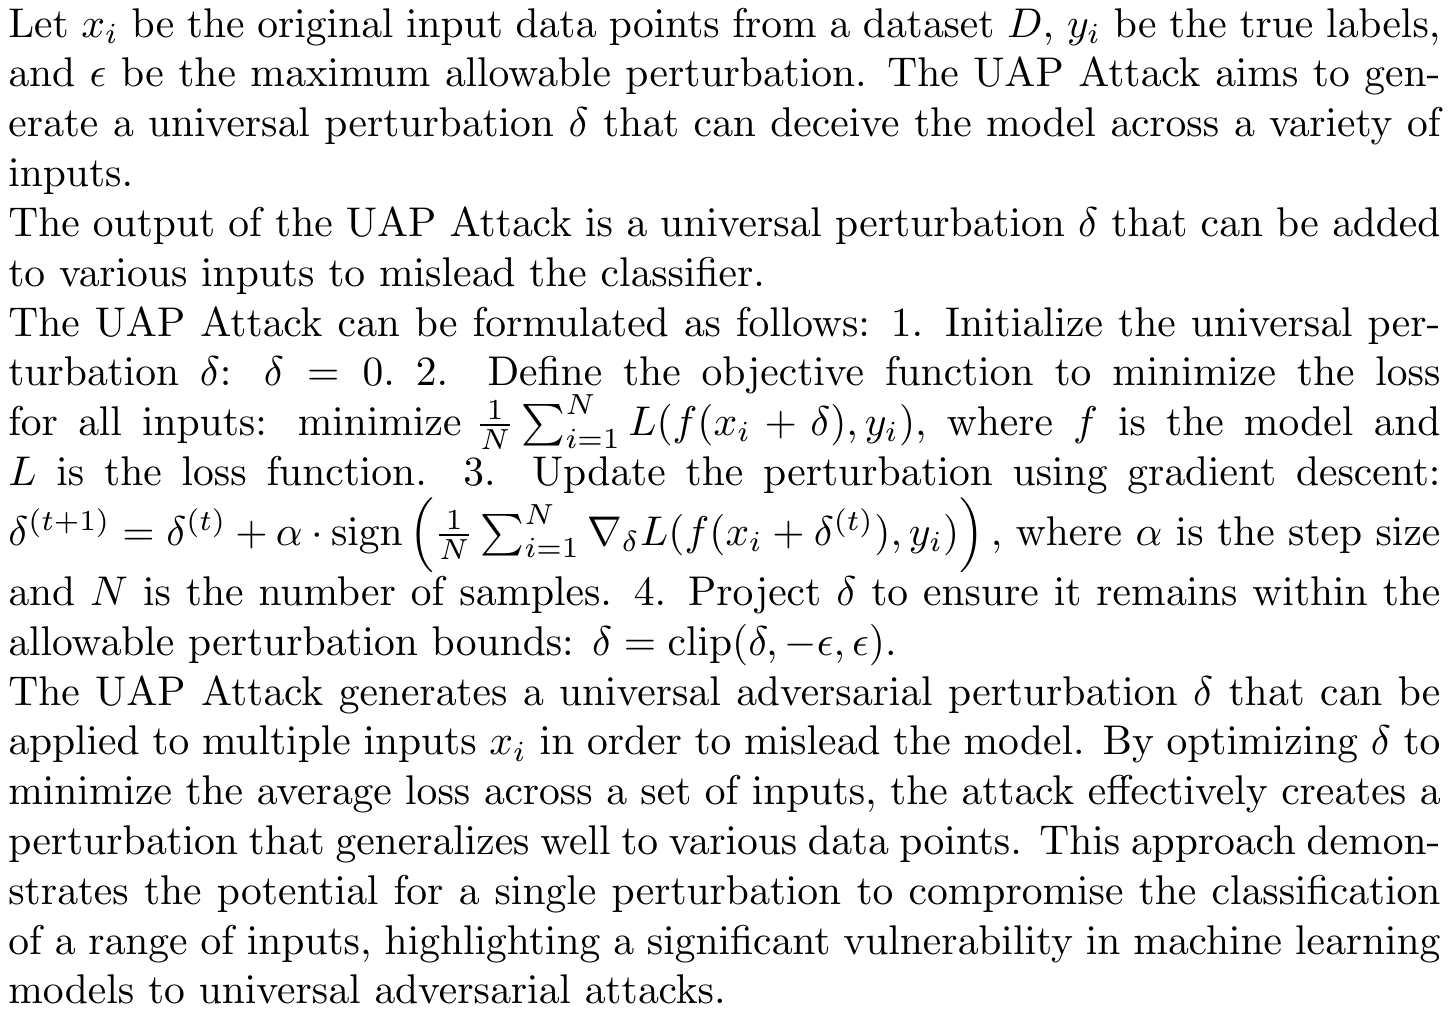 Let $x_i$ be the original input data points from a dataset $D$, $y_i$ be the true labels,
and $\epsilon$ be the maximum allowable perturbation. The UAP Attack aims to gen-
erate a universal perturbation $\delta$ that can deceive the model across a variety of
inputs.
The output of the UAP Attack is a universal perturbation $\delta$ that can be added
to various inputs to mislead the classifier.
The UAP Attack can be formulated as follows: 1. Initialize the universal per-
turbation $\delta$: $\delta = 0$. 2. Define the objective function to minimize the loss
for all inputs: minimize $\frac{1}{N} \sum_{i=1}^{N} L(f(x_i + \delta), y_i)$, where $f$ is the model and
$L$ is the loss function. 3. Update the perturbation using gradient descent:
$\delta^{(t+1)} = \delta^{(t)} + \alpha \cdot \text{sign}\left(\frac{1}{N} \sum_{i=1}^{N} \nabla_\delta L(f(x_i + \delta^{(t)}), y_i)\right)$, where $\alpha$ is the step size
and $N$ is the number of samples. 4. Project $\delta$ to ensure it remains within the
allowable perturbation bounds: $\delta = \text{clip}(\delta, -\epsilon, \epsilon)$.
The UAP Attack generates a universal adversarial perturbation $\delta$ that can be
applied to multiple inputs $x_i$ in order to mislead the model. By optimizing $\delta$ to
minimize the average loss across a set of inputs, the attack effectively creates a
perturbation that generalizes well to various data points. This approach demon-
strates the potential for a single perturbation to compromise the classification
of a range of inputs, highlighting a significant vulnerability in machine learning
models to universal adversarial attacks.